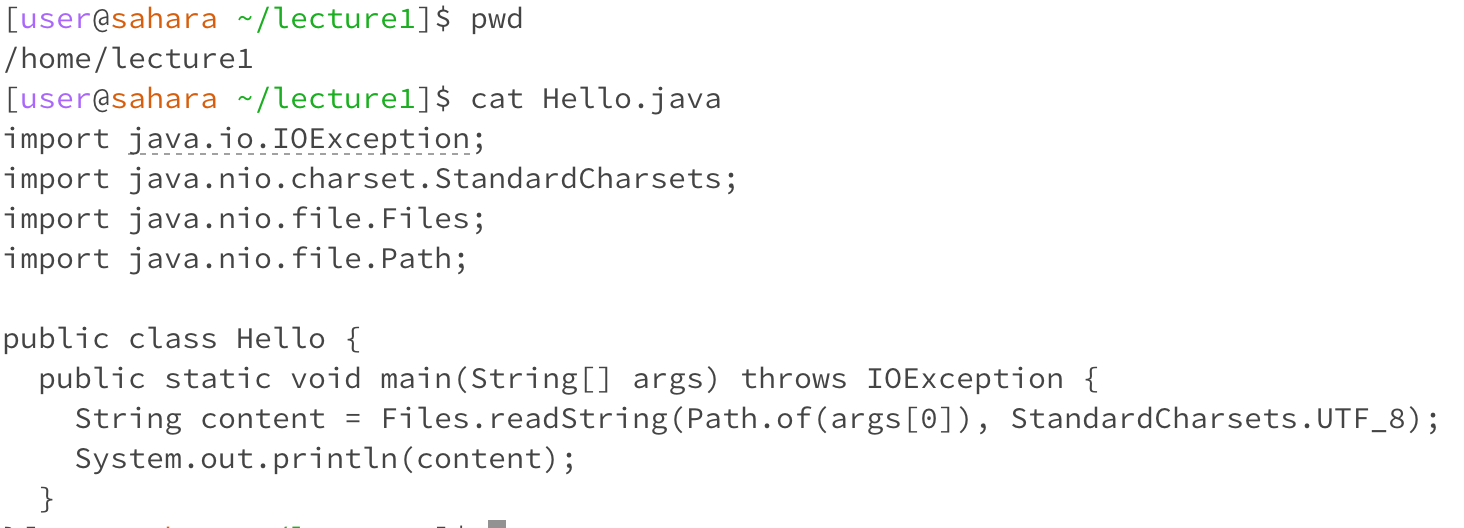 [user@sahara ~/lecture1]$ pwd
/home/lecture1
[user@sahara ~/lecture1]$ cat Hello.java
import java.io.IOException;
import java.nio.charset.StandardCharsets;
import java.nio.file.Files;
import java.nio.file.Path;

public class Hello {
  public static void main(String[] args) throws IOException {
    String content = Files.readString(Path.of(args[0]), StandardCharsets.UTF_8);
    System.out.println(content);
  }